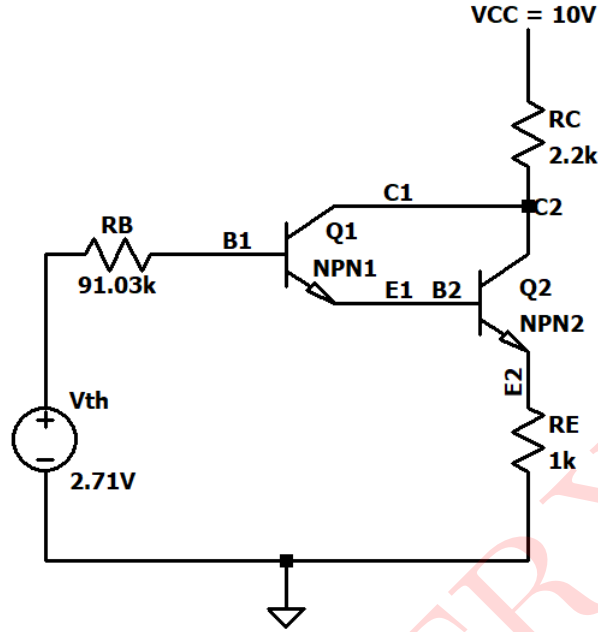 VCC = 10V
RC
2.2k
C1
C2
RB
B1
Q1
91.03k
NPN1
E1
B2
Q2
NPN2
E2
Vth
+
−
2.71V
RE
1k